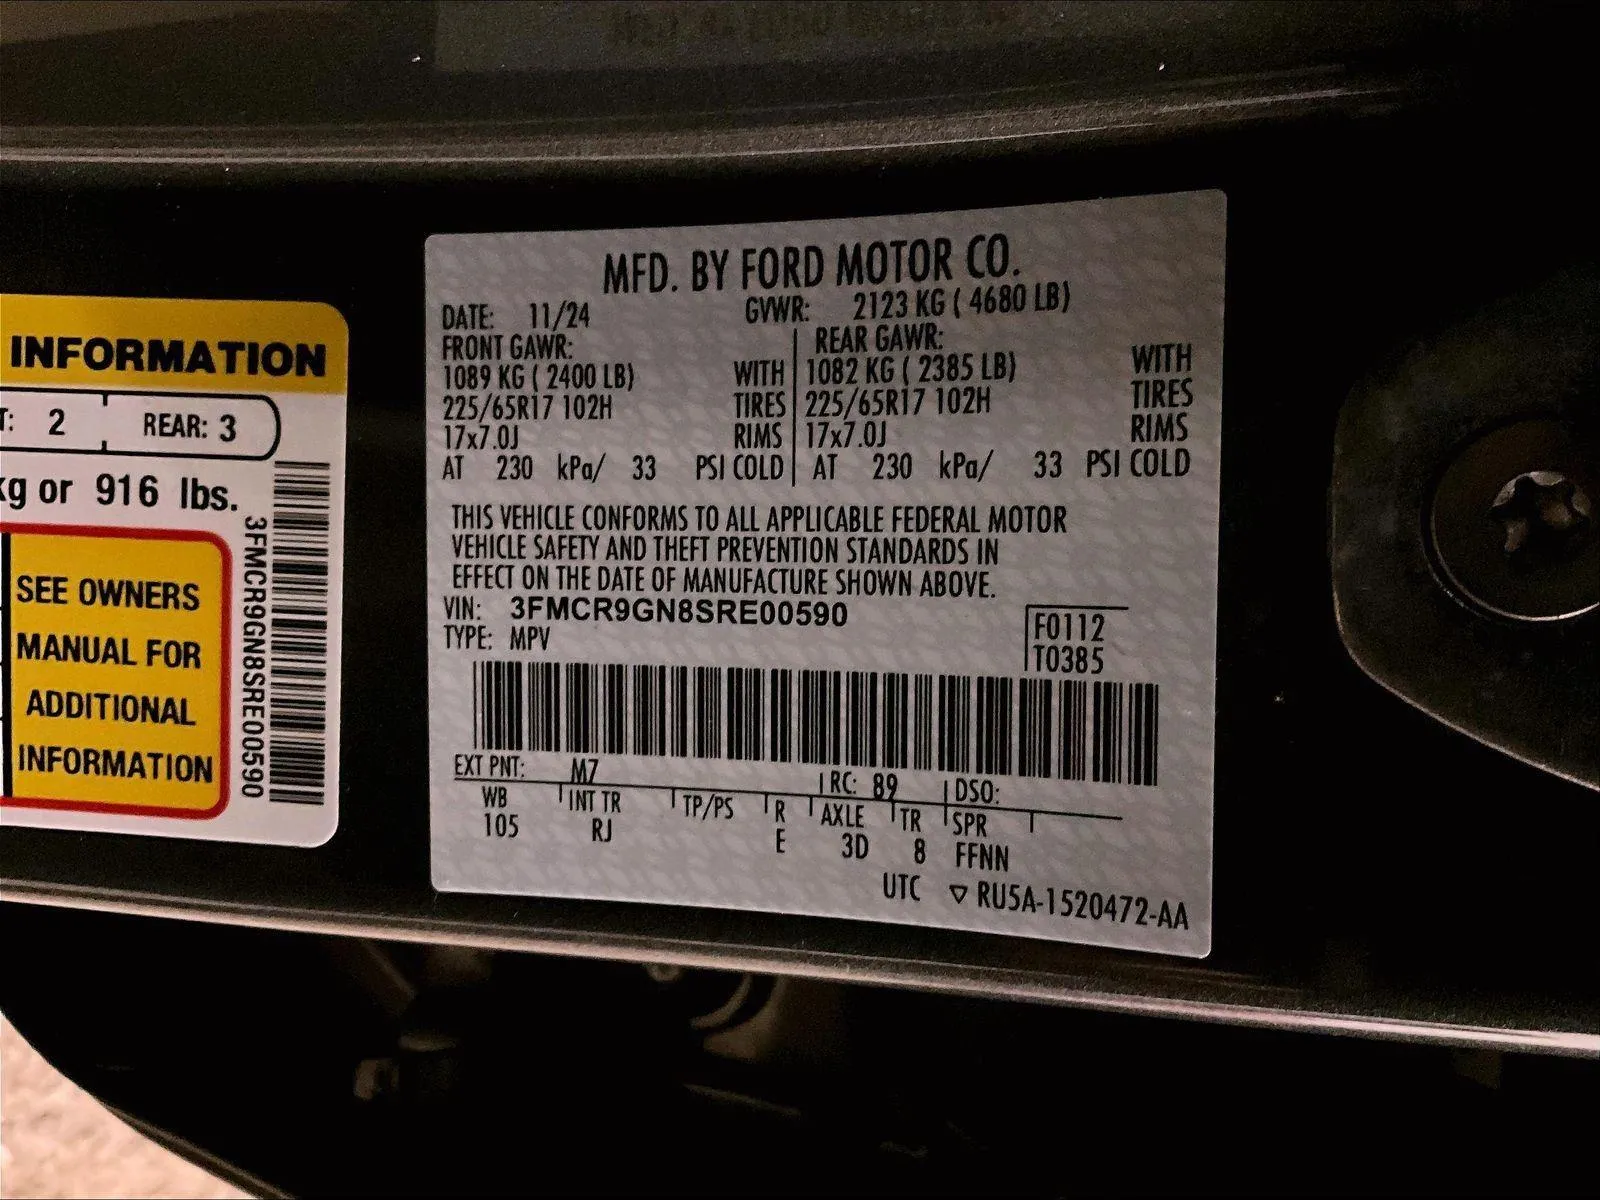 INFORMATION
T: 2 REAR: 3
kg or 916 lbs.
SEE OWNERS
MANUAL FOR
ADDITIONAL
INFORMATION
3FMCR9GN8SRE00590
MFD. BY FORD MOTOR CO.
DATE: 11/24 GVWR: 2123 KG ( 4680 LB)
FRONT GAWR: REAR GAWR:
1089 KG ( 2400 LB) WITH 1082 KG ( 2385 LB) WITH
225/65R17 102H TIRES 225/65R17 102H TIRES
17x7.0J RIMS 17x7.0J RIMS
AT 230 kPa/ 33 PSI COLD AT 230 kPa/ 33 PSI COLD
THIS VEHICLE CONFORMS TO ALL APPLICABLE FEDERAL MOTOR
VEHICLE SAFETY AND THEFT PREVENTION STANDARDS IN
EFFECT ON THE DATE OF MANUFACTURE SHOWN ABOVE.
VIN: 3FMCR9GN8SRE00590
TYPE: MPV
F0112
T0385
EXT PNT: M7 RC: 89 DSO:
WB INT TR TP/PS R AXLE TR SPR
105 RJ E 3D 8 FFNN
UTC ▽ RU5A-1520472-AA